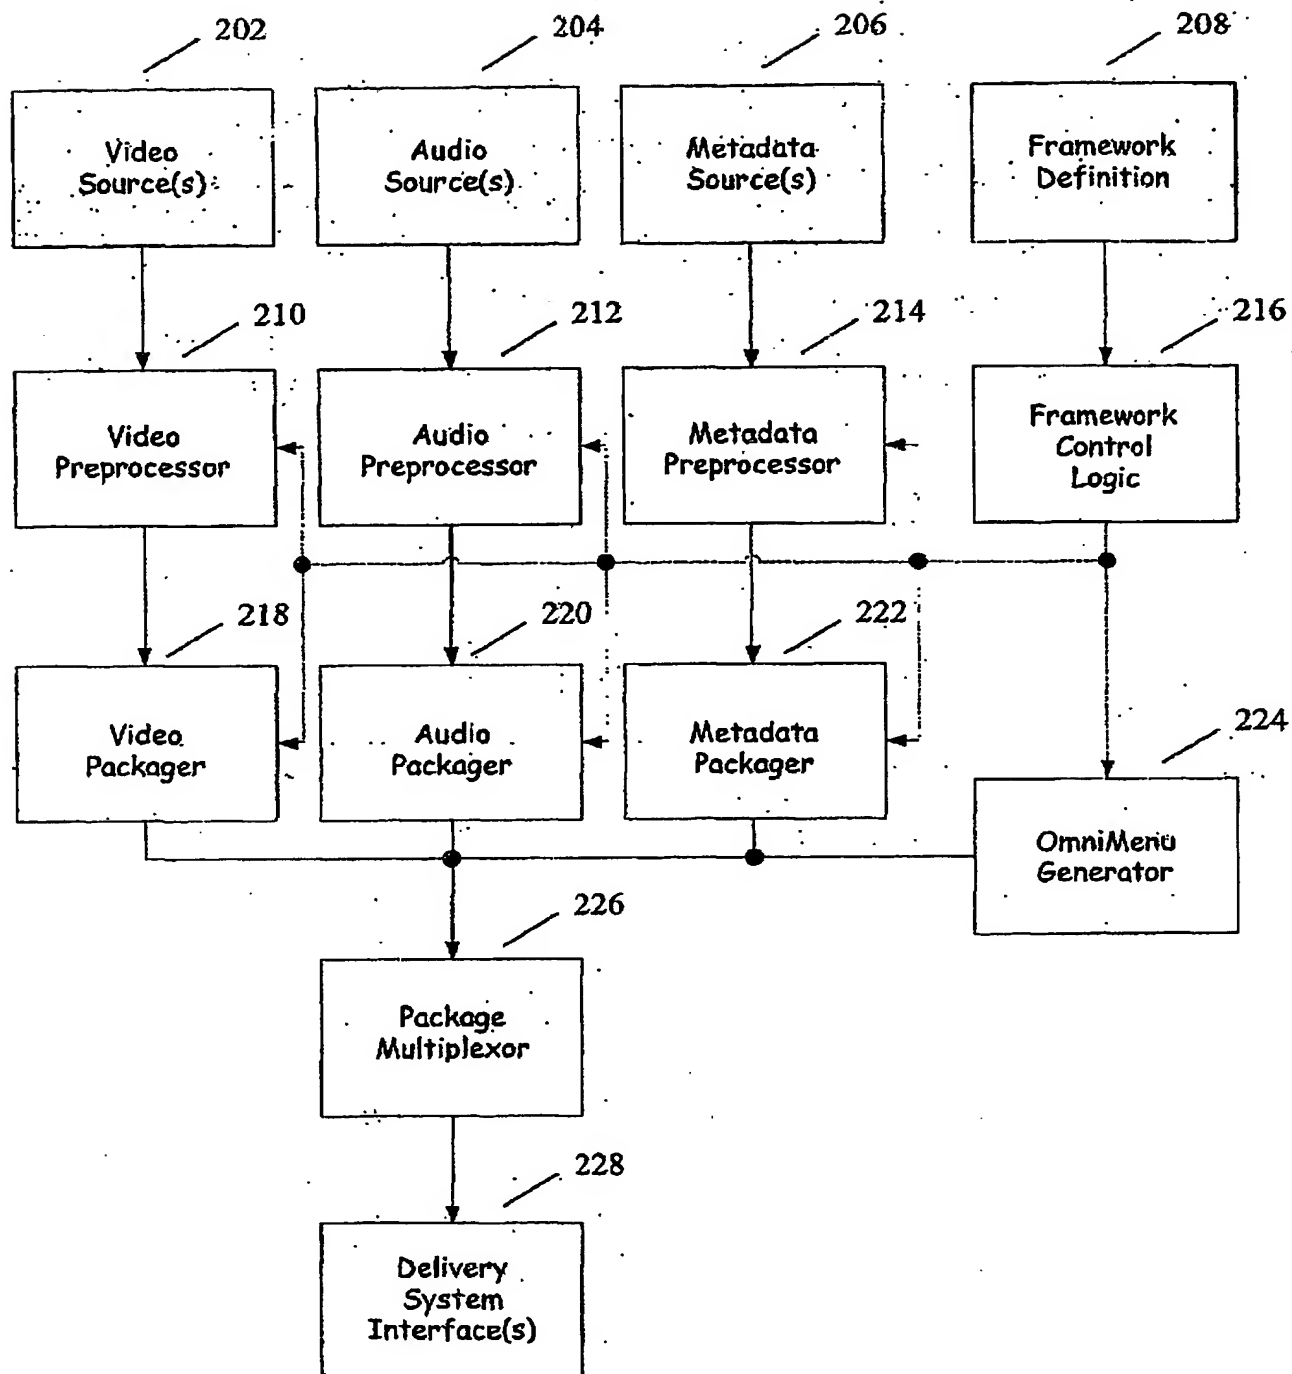 202
204
206
208
Video
Source(s)
Audio
Source(s)
Metadata
Source(s)
Framework
Definition
210
212
214
216
Video
Preprocessor
Audio
Preprocessor
Metadata
Preprocessor
Framework
Control
Logic
218
220
222
224
Video
Packager
Audio
Packager
Metadata
Packager
OmniMenu
Generator
226
Package
Multiplexor
228
Delivery
System
Interface(s)